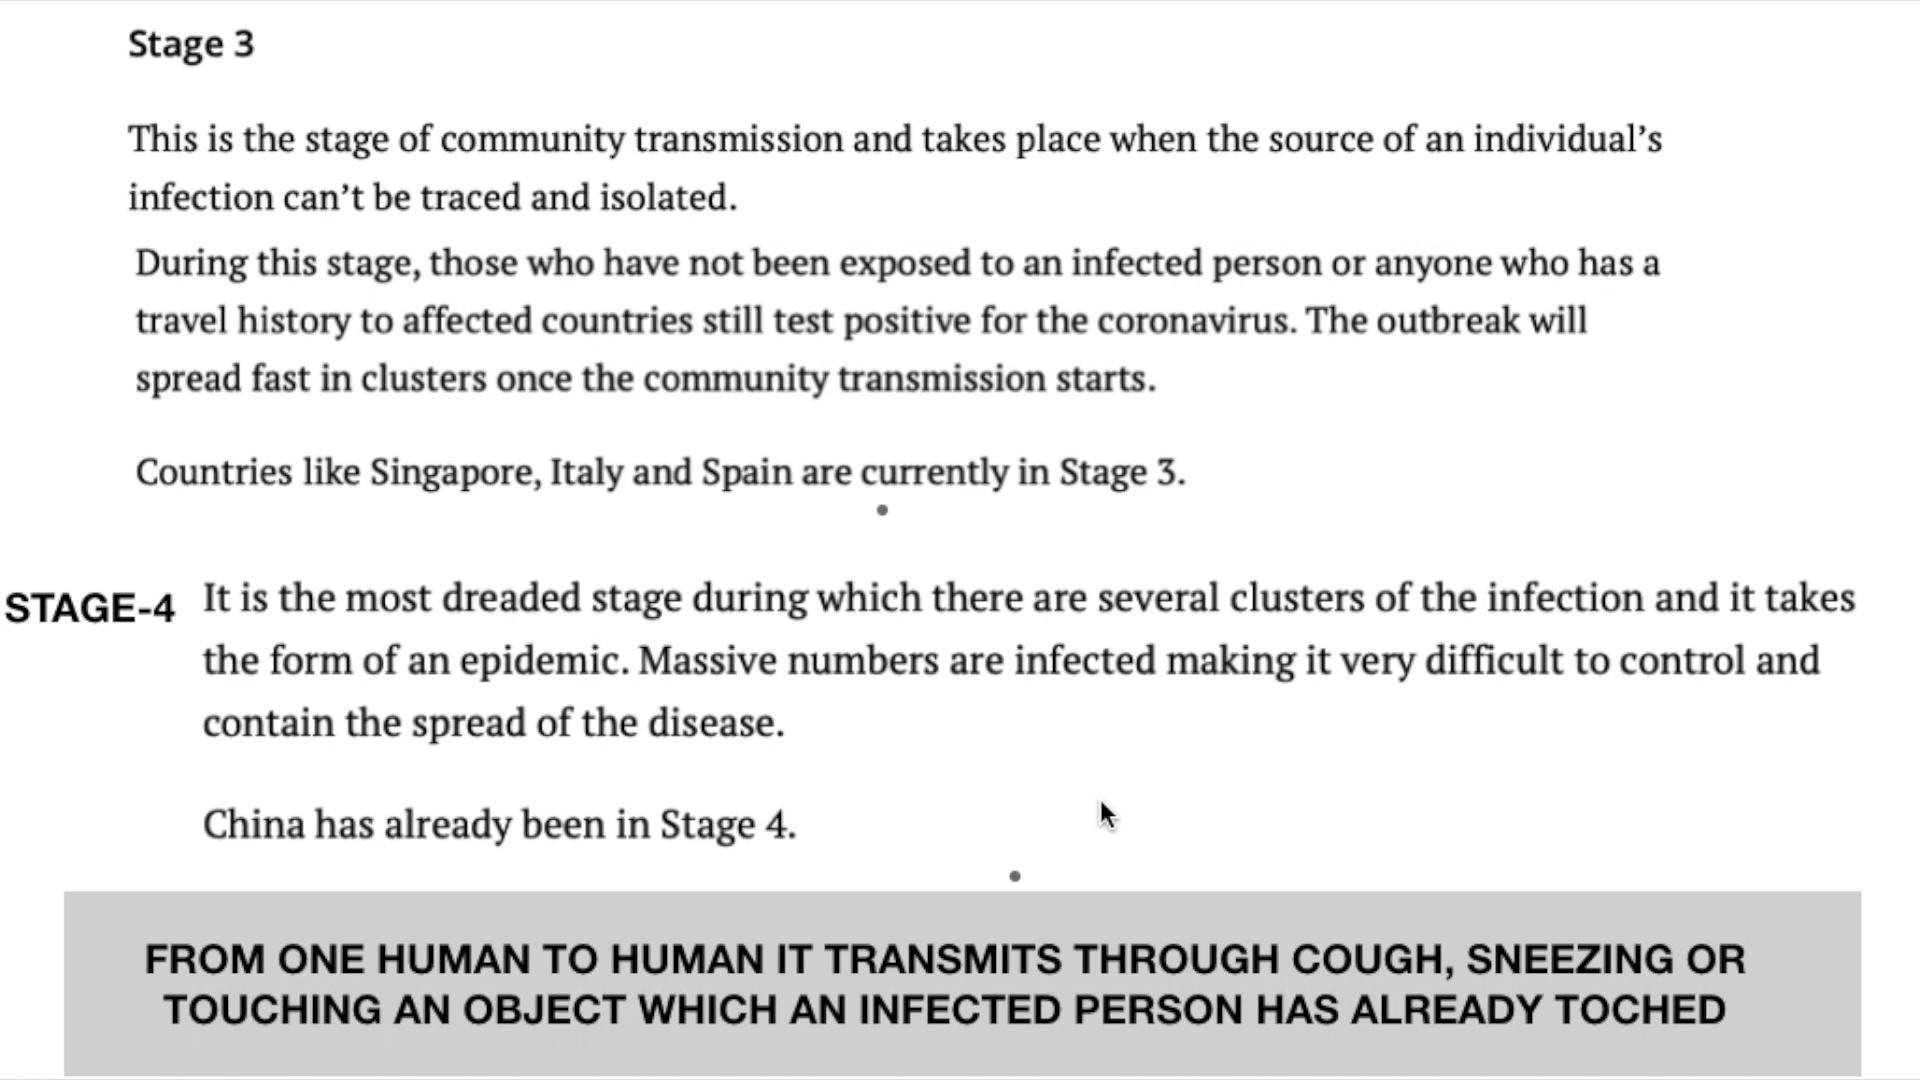 Stage 3
This is the stage of community transmission and takes place when the source of an individual’s
infection can’t be traced and isolated.
During this stage, those who have not been exposed to an infected person or anyone who has a
travel history to affected countries still test positive for the coronavirus. The outbreak will
spread fast in clusters once the community transmission starts.
Countries like Singapore, Italy and Spain are currently in Stage 3.
STAGE-4 It is the most dreaded stage during which there are several clusters of the infection and it takes
the form of an epidemic. Massive numbers are infected making it very difficult to control and
contain the spread of the disease.
China has already been in Stage 4.
FROM ONE HUMAN TO HUMAN IT TRANSMITS THROUGH COUGH, SNEEZING OR
TOUCHING AN OBJECT WHICH AN INFECTED PERSON HAS ALREADY TOCHED